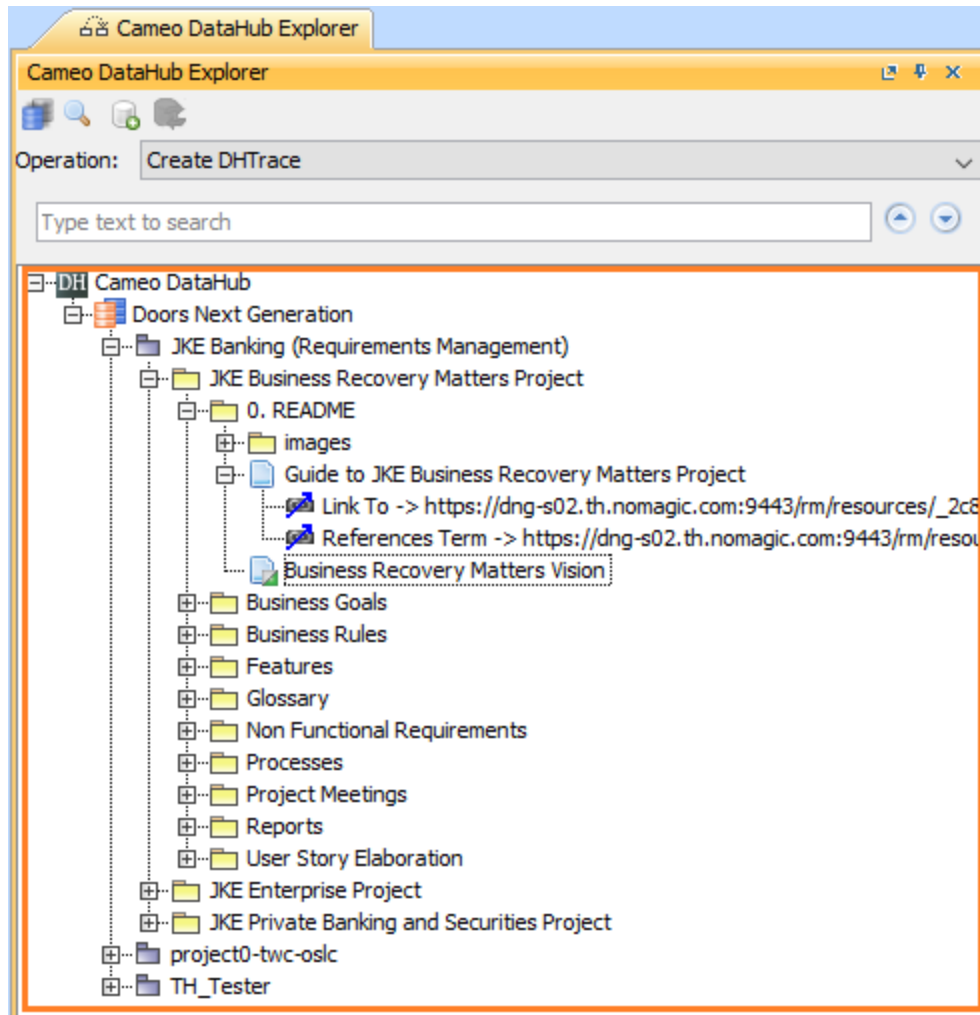 Cameo DataHub Explorer
Cameo DataHub Explorer
Operation: Create DHTrace
Type text to search
DH Cameo DataHub
Doors Next Generation
JKE Banking (Requirements Management)
JKE Business Recovery Matters Project
0. README
images
Guide to JKE Business Recovery Matters Project
Link To -> https://dng-s02.th.nomagic.com:9443/rm/resources/_2c8
References Term -> https://dng-s02.th.nomagic.com:9443/rm/resou
Business Recovery Matters Vision
Business Goals
Business Rules
Features
Glossary
Non Functional Requirements
Processes
Project Meetings
Reports
User Story Elaboration
JKE Enterprise Project
JKE Private Banking and Securities Project
project0-twc-oslc
TH_Tester